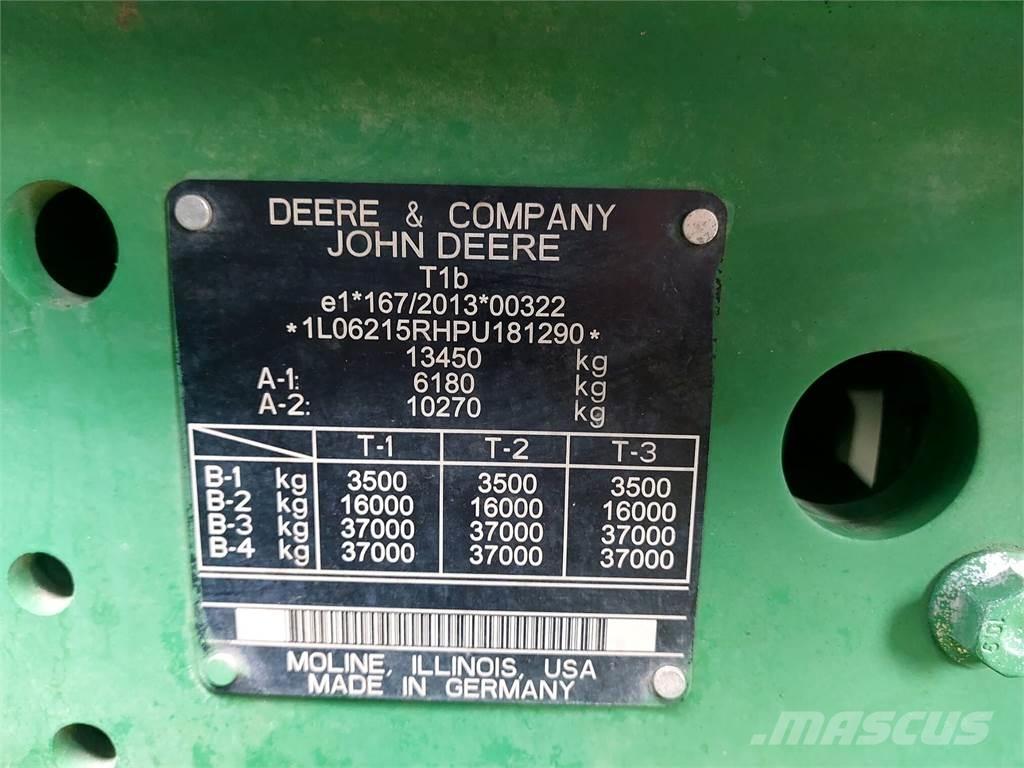 DEERE & COMPANY
JOHN DEERE
T1b
e1*167/2013*00322
*1L06215RHPU181290*
13450 kg
A-1: 6180 kg
A-2: 10270 kg
T-1 T-2 T-3
B-1 kg 3500 3500 3500
B-2 kg 16000 16000 16000
B-3 kg 37000 37000 37000
B-4 kg 37000 37000 37000
MOLINE, ILLINOIS, USA
MADE IN GERMANY
MASCUS